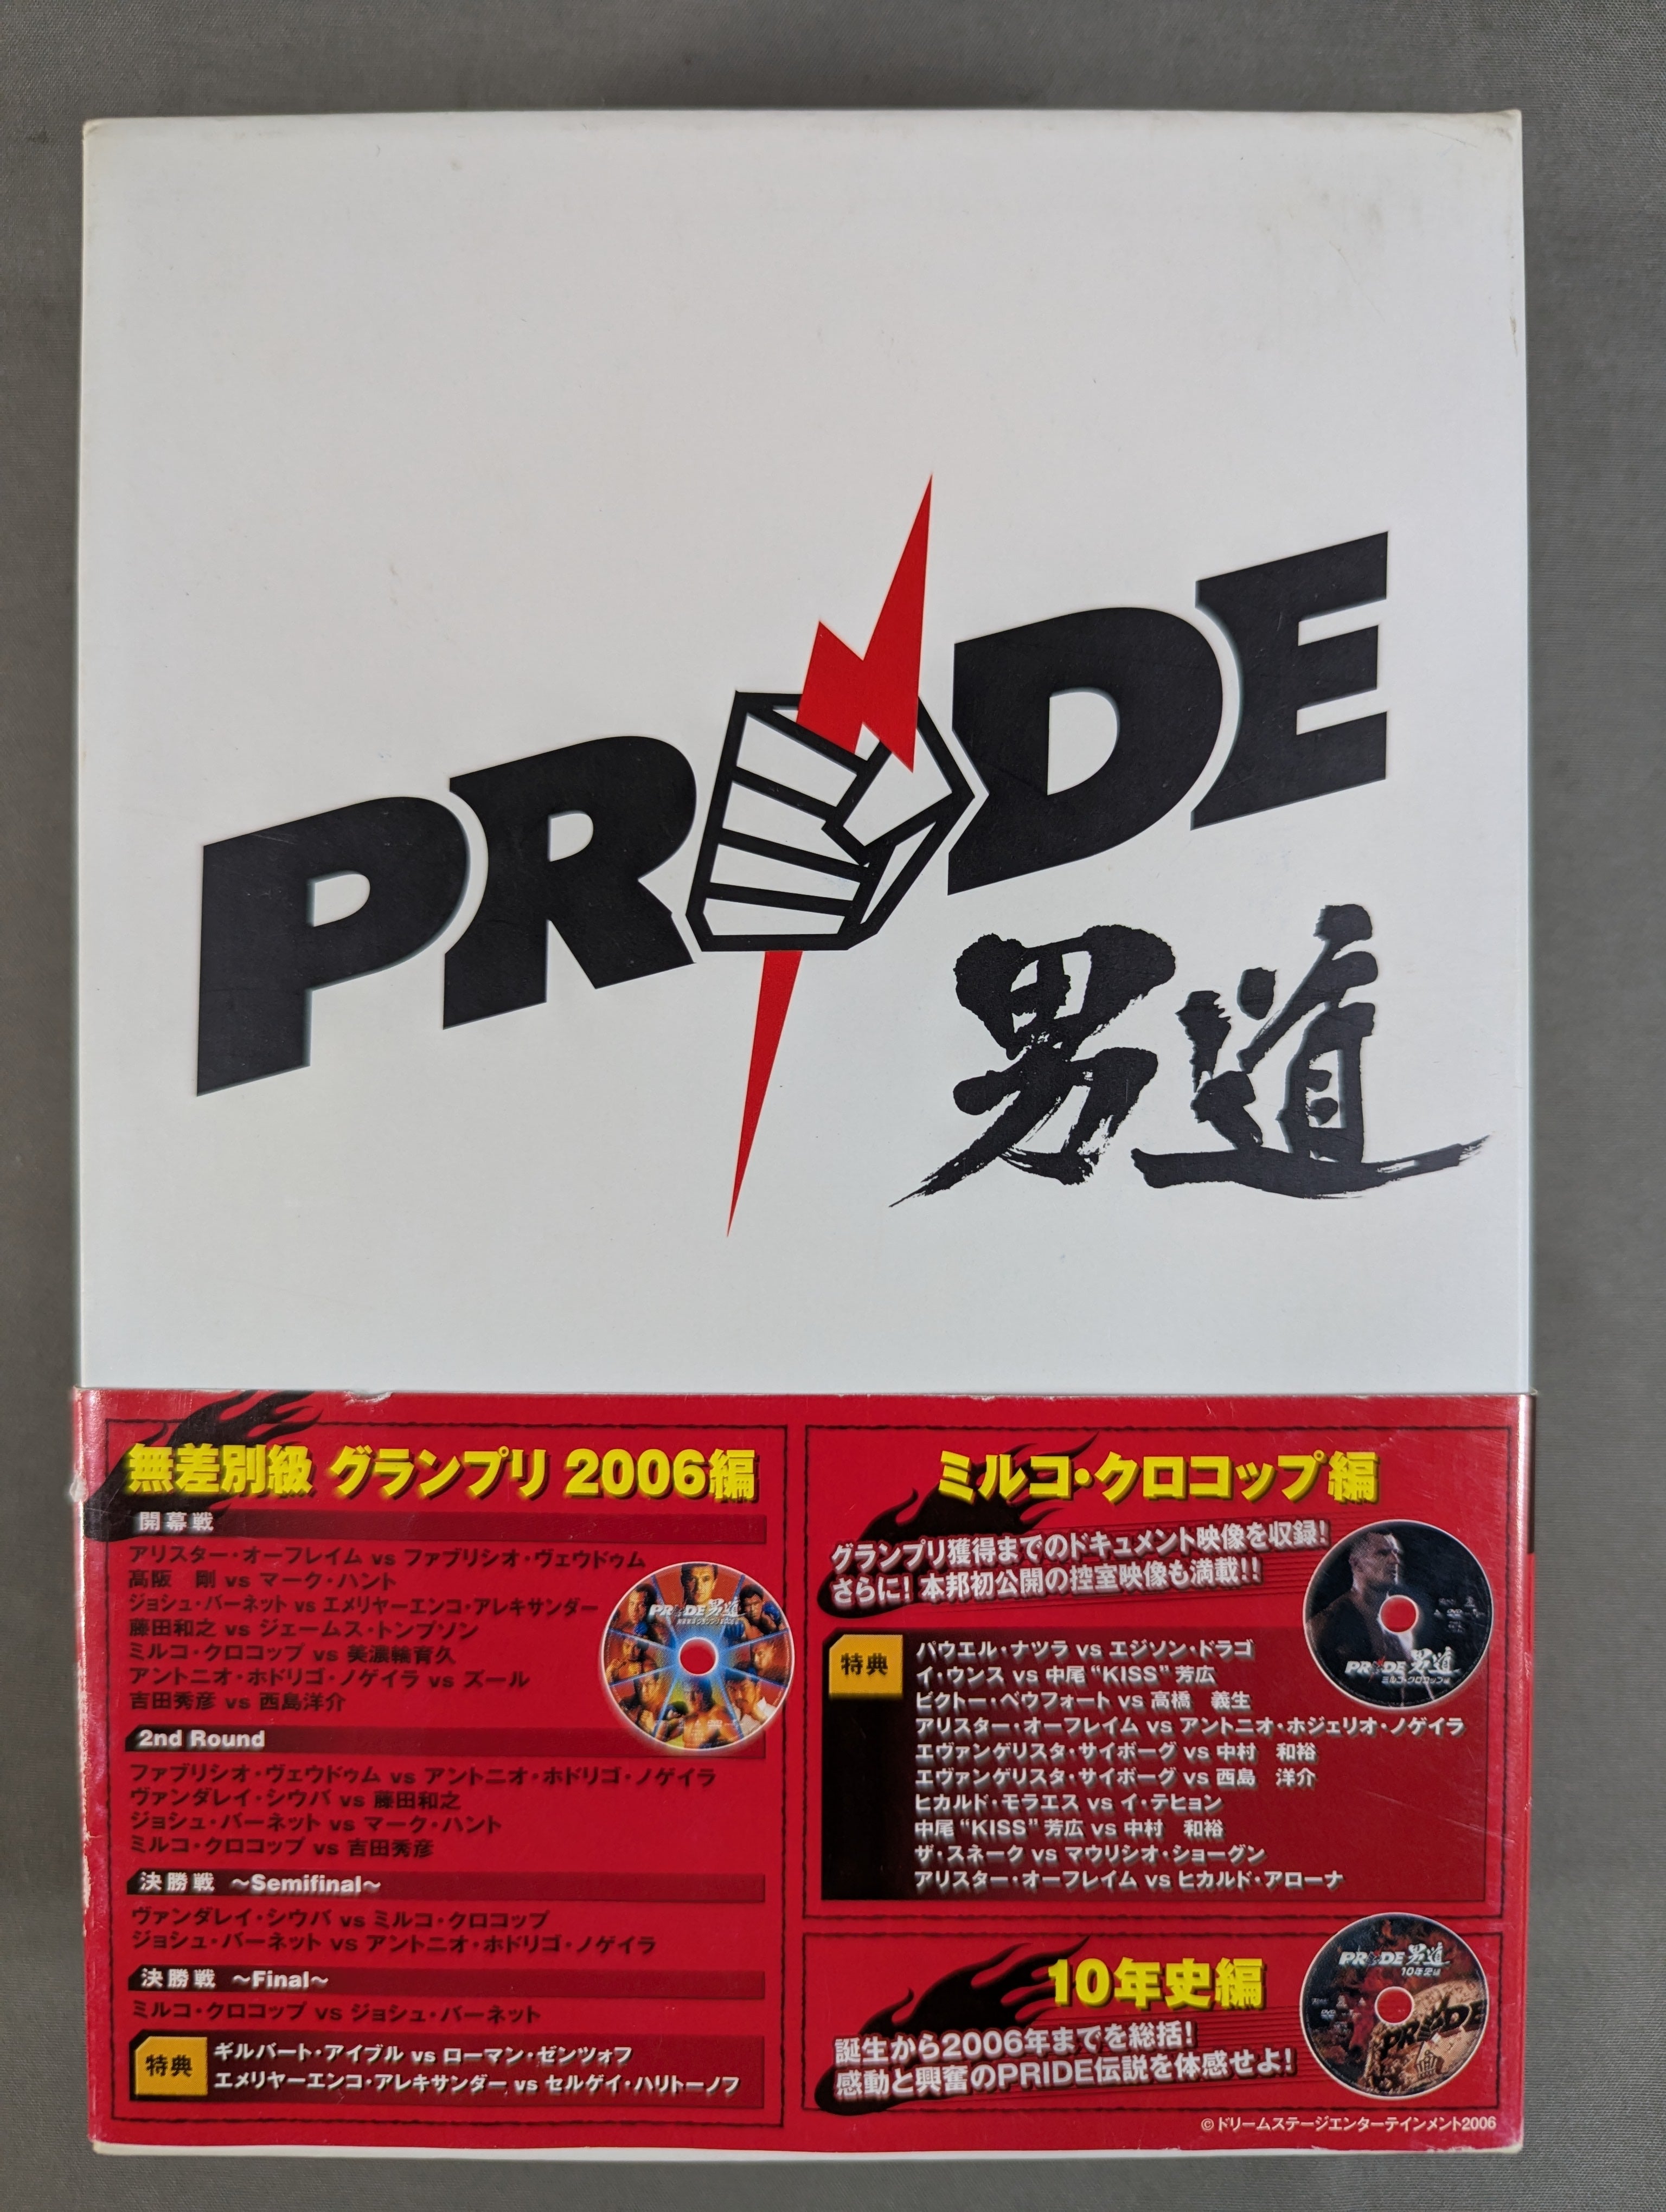 PRIDE
男道
無差別級 グランプリ 2006編
開幕戦
アリスター・オーフレイム vs ファブリシオ・ヴェウドゥム
髙阪 剛 vs マーク・ハント
ジョシュ・バーネット vs エメリヤーエンコ・アレキサンダー
藤田和之 vs ジェームス・トンプソン
ミルコ・クロコップ vs 美濃輪育久
アントニオ・ホドリゴ・ノゲイラ vs ズール
吉田秀彦 vs 西島洋介
2nd Round
ファブリシオ・ヴェウドゥム vs アントニオ・ホドリゴ・ノゲイラ
ヴァンダレイ・シウバ vs 藤田和之
ジョシュ・バーネット vs マーク・ハント
ミルコ・クロコップ vs 吉田秀彦
決勝戦 〜Semifinal〜
ヴァンダレイ・シウバ vs ミルコ・クロコップ
ジョシュ・バーネット vs アントニオ・ホドリゴ・ノゲイラ
決勝戦 〜Final〜
ミルコ・クロコップ vs ジョシュ・バーネット
特典
ギルバート・アイブル vs ローマン・ゼンツォフ
エメリヤーエンコ・アレキサンダー vs セルゲイ・ハリトーノフ
PRIDE 男道
ミルコ・クロコップ編
グランプリ獲得までのドキュメント映像を収録!
さらに! 本邦初公開の控室映像も満載!!
特典
パウエル・ナツラ vs エジソン・ドラゴ
イ・ウンス vs 中尾“KISS”芳広
ビクトー・ベウフォート vs 高橋 義生
アリスター・オーフレイム vs アントニオ・ホジェリオ・ノゲイラ
エヴァンゲリスタ・サイボーグ vs 中村 和裕
エヴァンゲリスタ・サイボーグ vs 西島 洋介
ヒカルド・モラエス vs イ・テヒョン
中尾“KISS”芳広 vs 中村 和裕
ザ・スネーク vs マウリシオ・ショーグン
アリスター・オーフレイム vs ヒカルド・アローナ
PRIDE 男道
ミルコ・クロコップ編
10年史編
誕生から2006年までを総括!
感動と興奮のPRIDE伝説を体感せよ!
PRIDE 男道
10年史編
PRIDE
©ドリームステージエンターテインメント2006